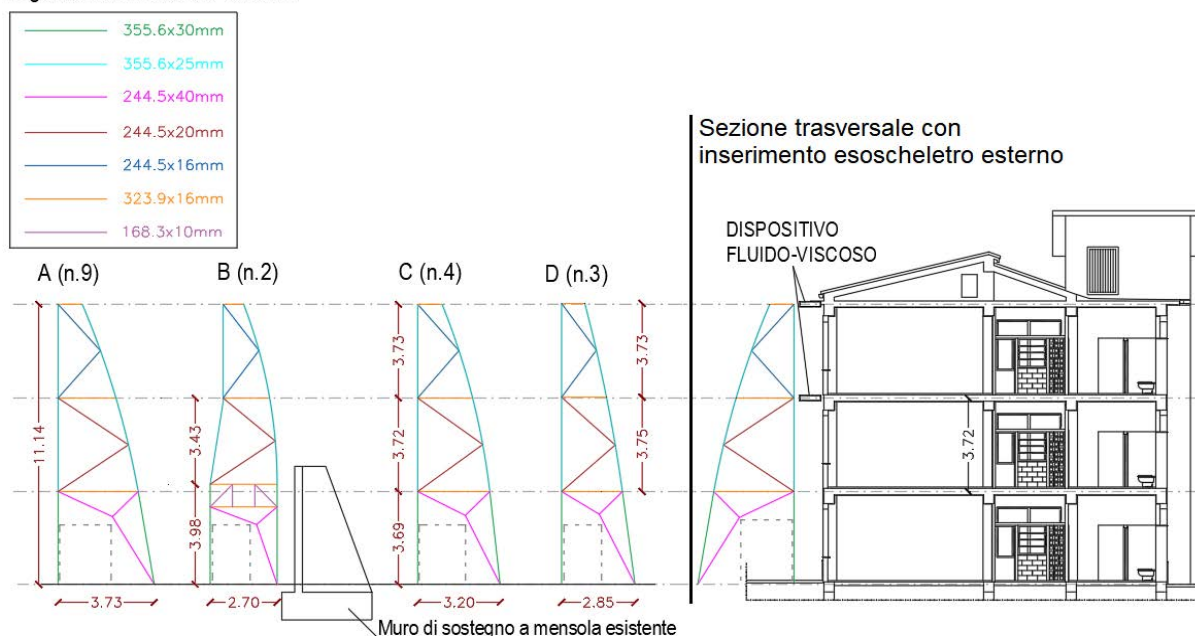 355.6x30mm
355.6x25mm
244.5x40mm
244.5x20mm
244.5x16mm
323.9x16mm
168.3x10mm
A (n.9)
B (n.2)
C (n.4)
D (n.3)
11.14
3.43
3.98
3.73
3.72
3.69
3.73
3.75
3.73
2.70
3.20
2.85
Muro di sostegno a mensola esistente
Sezione trasversale con
inserimento esoscheletro esterno
DISPOSITIVO
FLUIDO-VISCOSO
3.72